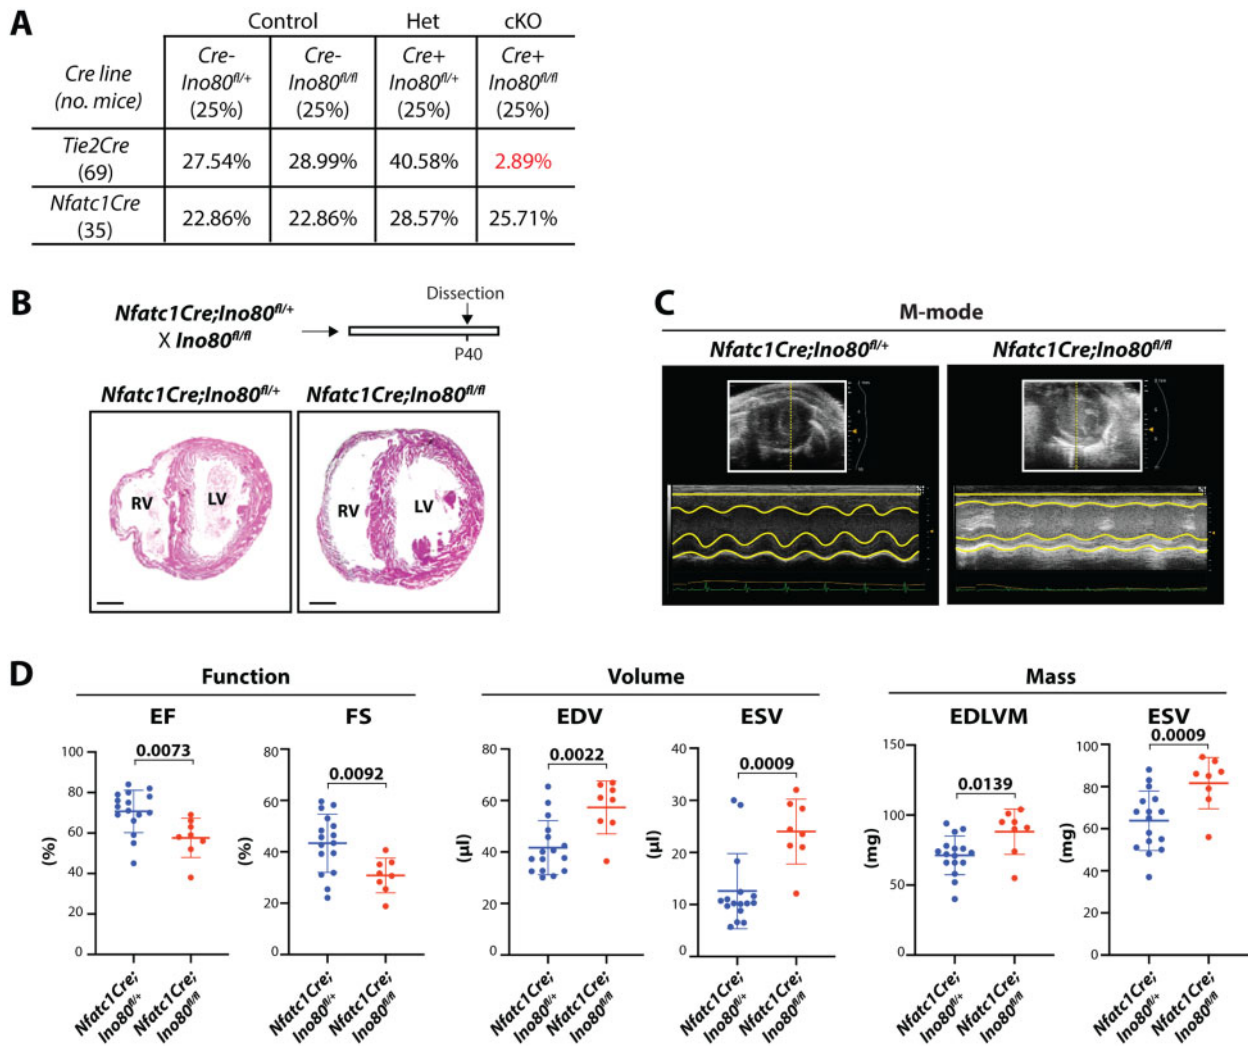 A
Control Het cKO
Cre line
(no. mice)
Cre-
Ino80fl/+
(25%)
Cre-
Ino80fl/fl
(25%)
Cre+
Ino80fl/+
(25%)
Cre+
Ino80fl/fl
(25%)
Tie2Cre
(69)
27.54% 28.99% 40.58% 2.89%
Nfatc1Cre
(35)
22.86% 22.86% 28.57% 25.71%
B
Nfatc1Cre;Ino80fl/+
X Ino80fl/fl
Dissection
P40
Nfatc1Cre;Ino80fl/+ Nfatc1Cre;Ino80fl/fl
RV LV
RV LV
C
M-mode
Nfatc1Cre;Ino80fl/+ Nfatc1Cre;Ino80fl/fl
D
Function
EF
0.0073
(%)
100
80
60
40
20
0
Nfatc1Cre;
Ino80fl/+
Nfatc1Cre;
Ino80fl/fl
FS
0.0092
(%)
80
60
40
20
0
Nfatc1Cre;
Ino80fl/+
Nfatc1Cre;
Ino80fl/fl
Volume
EDV
0.0022
(µl)
80
60
40
20
0
Nfatc1Cre;
Ino80fl/+
Nfatc1Cre;
Ino80fl/fl
ESV
0.0009
(µl)
40
30
20
10
0
Nfatc1Cre;
Ino80fl/+
Nfatc1Cre;
Ino80fl/fl
Mass
EDLVM
0.0139
(mg)
150
100
50
0
Nfatc1Cre;
Ino80fl/+
Nfatc1Cre;
Ino80fl/fl
ESV
0.0009
(mg)
100
80
60
40
20
0
Nfatc1Cre;
Ino80fl/+
Nfatc1Cre;
Ino80fl/fl